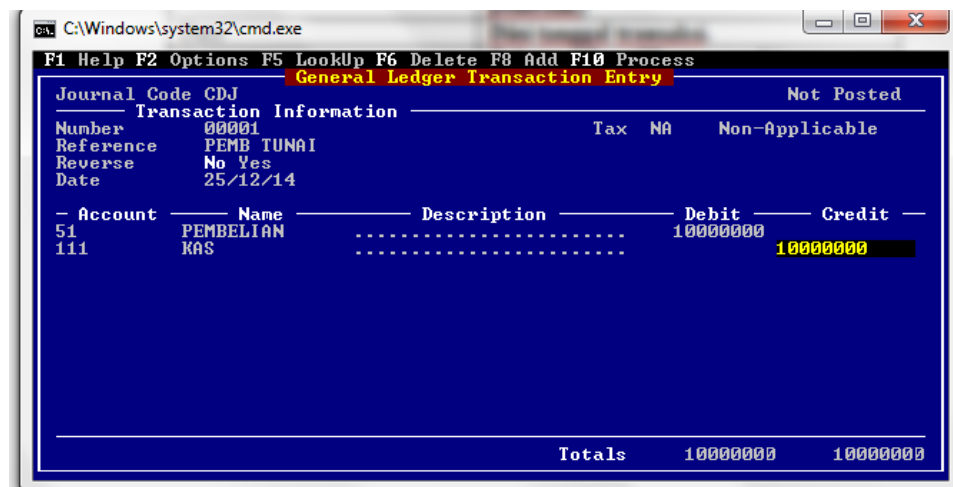 C:\Windows\system32\cmd.exe
F1 Help F2 Options F5 LookUp F6 Delete F8 Add F10 Process
General Ledger Transaction Entry
Journal Code CDJ Not Posted
Transaction Information
Number 00001 Tax NA Non-Applicable
Reference PEMB TUNAI
Reverse No Yes
Date 25/12/14
Account Name Description Debit Credit
51 PEMBELIAN ........................ 10000000
111 KAS ........................ 10000000
Totals 10000000 10000000